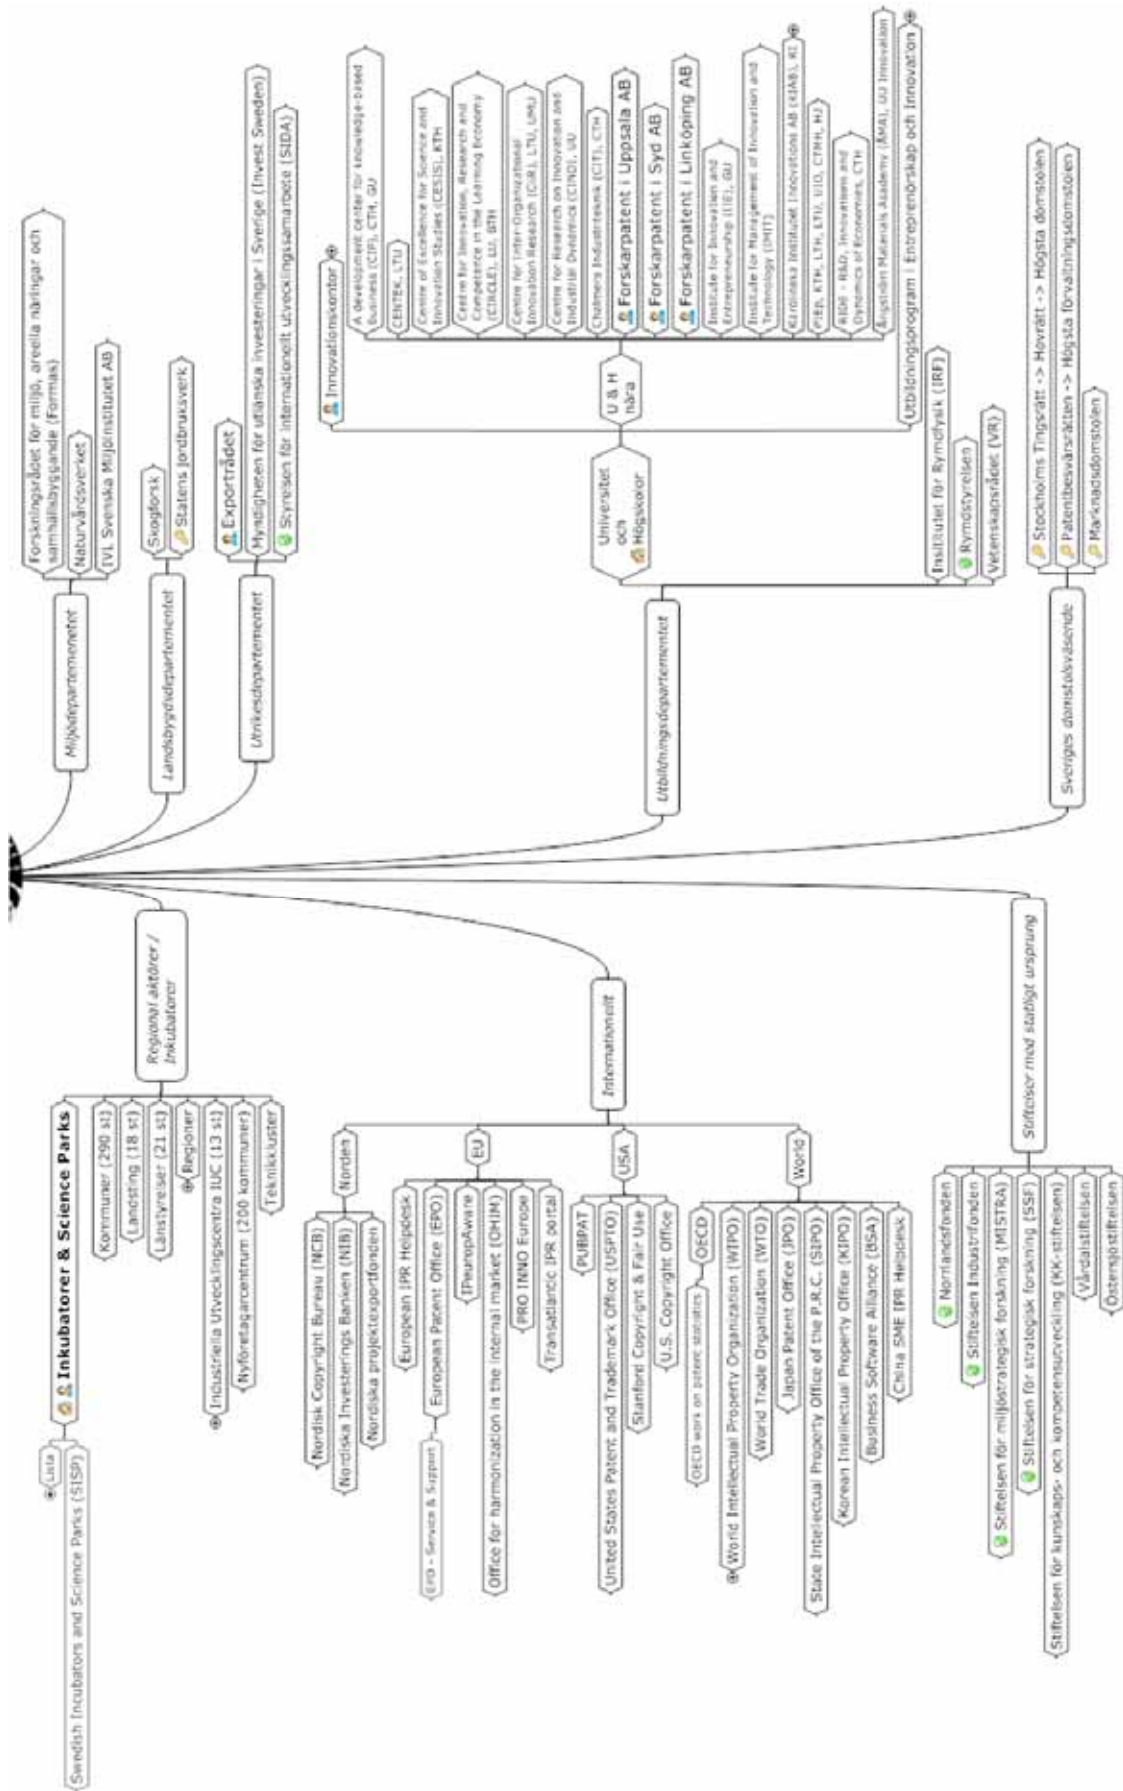 Miljödepartemenetet
Forskningsrådet för miljö, areella näringar och
samhällsbyggande (Formas)
Naturvårdsverket
IVL Svenska Miljöinstitutet AB
Landsbygdsdepartementet
Skogforsk
Statens Jordbruksverk
Utrikesdepartementet
Exportrådet
Myndigheten för utländska investeringar i Sverige (Invest Sweden)
Styrelsen för internationellt utvecklingssamarbete (SIDA)
Utbildningsdepartementet
Universitet
och
Högskolor
Innovationskontor
U & H
nära
A development center for knowledge-based
Business (CIP), CTH, GU
CENTEK, LTU
Centre of Excellence for Science and
Innovation Studies (CESIS), KTH
Centre for Innovation, Research and
Competence in the Learning Economy
(CIRCLE), LU, BTH
Centre for Inter-Organizational
Innovation Research (CiiR), LTU, UMU
Centre for Research on Innovation and
Industrial Dynamics (CIND), UU
Chalmers Industriteknik (CIT), CTH
Forskarpatent i Uppsala AB
Forskarpatent i Syd AB
Forskarpatent i Linköping AB
Institute for Innovation and
Entrepreneurship (IIE), GU
Institute for Management of Innovation and
Technology (IMIT)
Karolinska Institutet Innovations AB (KIAB), KI
PIEp, KTH, LTH, LTU, LiO, CTMH, HJ
RIDE - R&D, Innovations and
Dynamics of Economies, CTH
Ångström Materials Academy (ÅMA), UU Innovation
Utbildningsprogram i Entreprenörskap och Innovation
Insititutet för Rymdfysik (IRF)
Rymdstyrelsen
Vetenskapsrådet (VR)
Sveriges domstolsväsende
Stockholms Tingsrätt -> Hovrätt -> Högsta domstolen
Patentbesvärsrätten -> Högsta förvaltningsdomstolen
Marknadsdomstolen
Regional aktörer /
Inkubatorer
Inkubatorer & Science Parks
Lista
Swedish Incubators and Science Parks (SISP)
Kommuner (290 st)
Landsting (18 st)
Länstyrelser (21 st)
Regioner
Industriella Utvecklingscentra IUC (13 st)
Nyföretagarcentrum (200 kommuner)
Teknikkluster
Internationellt
Norden
Nordisk Copyright Bureau (NCB)
Nordiska Investerings Banken (NIB)
Nordiska projektexportfonden
EU
European IPR Helpdesk
European Patent Office (EPO)
EPO - Service & Support
IPeuropAware
Office for harmonization in the internal market (OHIM)
PRO INNO Europe
Transatlantic IPR portal
USA
PUBPAT
United States Patent and Trademark Office (USPTO)
Stanford Copyright & Fair Use
U.S. Copyright Office
World
OECD
OECD work on patent statistics
World Intellectual Property Organization (WIPO)
World Trade Organization (WTO)
Japan Patent Office (JPO)
State Intellectual Property Office of the P.R.C. (SIPO)
Korean Intellectual Property Office (KIPO)
Business Software Alliance (BSA)
China SME IPR Helpdesk
Stiftelser med statligt ursprung
Norrlandsfonden
Stiftelsen Industrifonden
Stiftelsen för miljöstrategisk forskning (MISTRA)
Stiftelsen för strategisk forskning (SSF)
Stiftelsen för kunskaps- och kompetensurveckling (KK-stiftelsen)
Vårdalstiftelsen
Östersjöstiftelsen